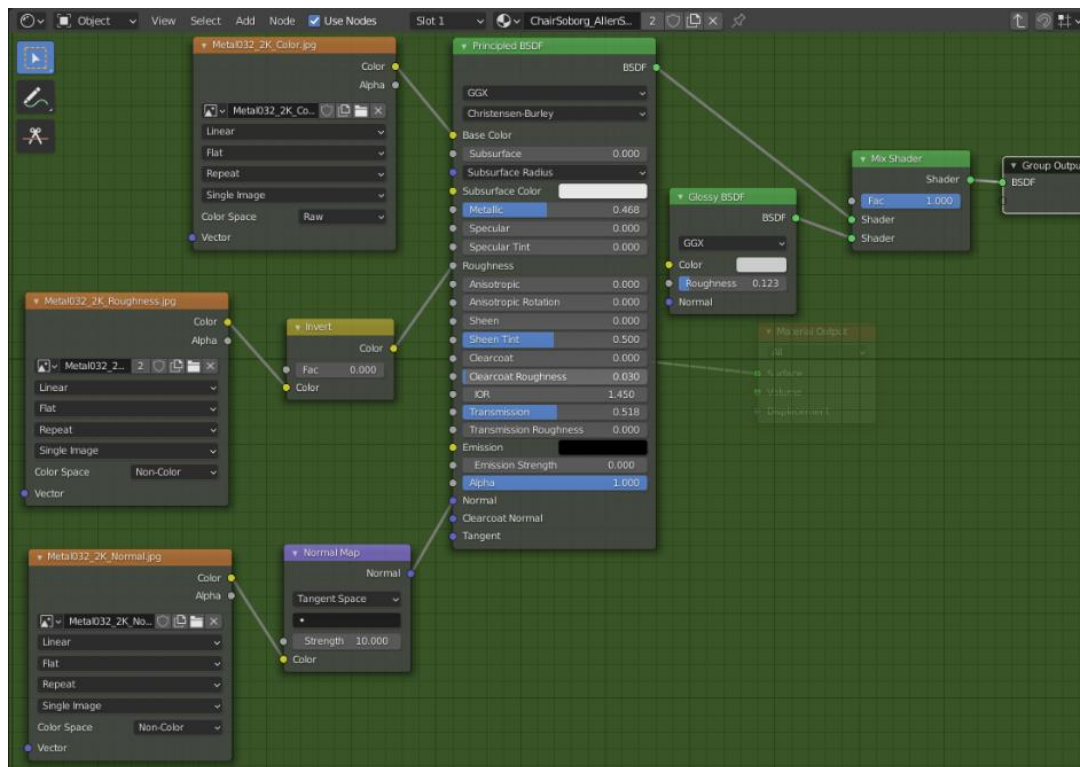 Object View Select Add Node Use Nodes Slot 1 ChairSoborg_AllenS... 2
Metal032_2K_Color.jpg
Color
Alpha
Metal032_2K_Co...
Linear
Flat
Repeat
Single Image
Color Space Raw
Vector
Metal032_2K_Roughness.jpg
Color
Alpha
Metal032_2... 2
Linear
Flat
Repeat
Single Image
Color Space Non-Color
Vector
Invert
Color
Fac 0.000
Color
Metal032_2K_Normal.jpg
Color
Alpha
Metal032_2K_No...
Linear
Flat
Repeat
Single Image
Color Space Non-Color
Vector
Normal Map
Normal
Tangent Space
Strength 10.000
Color
Principled BSDF
BSDF
GGX
Christensen-Burley
Base Color
Subsurface 0.000
Subsurface Radius
Subsurface Color
Metallic 0.468
Specular 0.000
Specular Tint 0.000
Roughness
Anisotropic 0.000
Anisotropic Rotation 0.000
Sheen 0.000
Sheen Tint 0.500
Clearcoat 0.000
Clearcoat Roughness 0.030
IOR 1.450
Transmission 0.518
Transmission Roughness 0.000
Emission
Emission Strength 0.000
Alpha 1.000
Normal
Clearcoat Normal
Tangent
Glossy BSDF
BSDF
GGX
Color
Roughness 0.123
Normal
Mix Shader
Shader
Fac 1.000
Shader
Shader
Group Outpu
BSDF
Material Output
All
Surface
Volume
Displacement